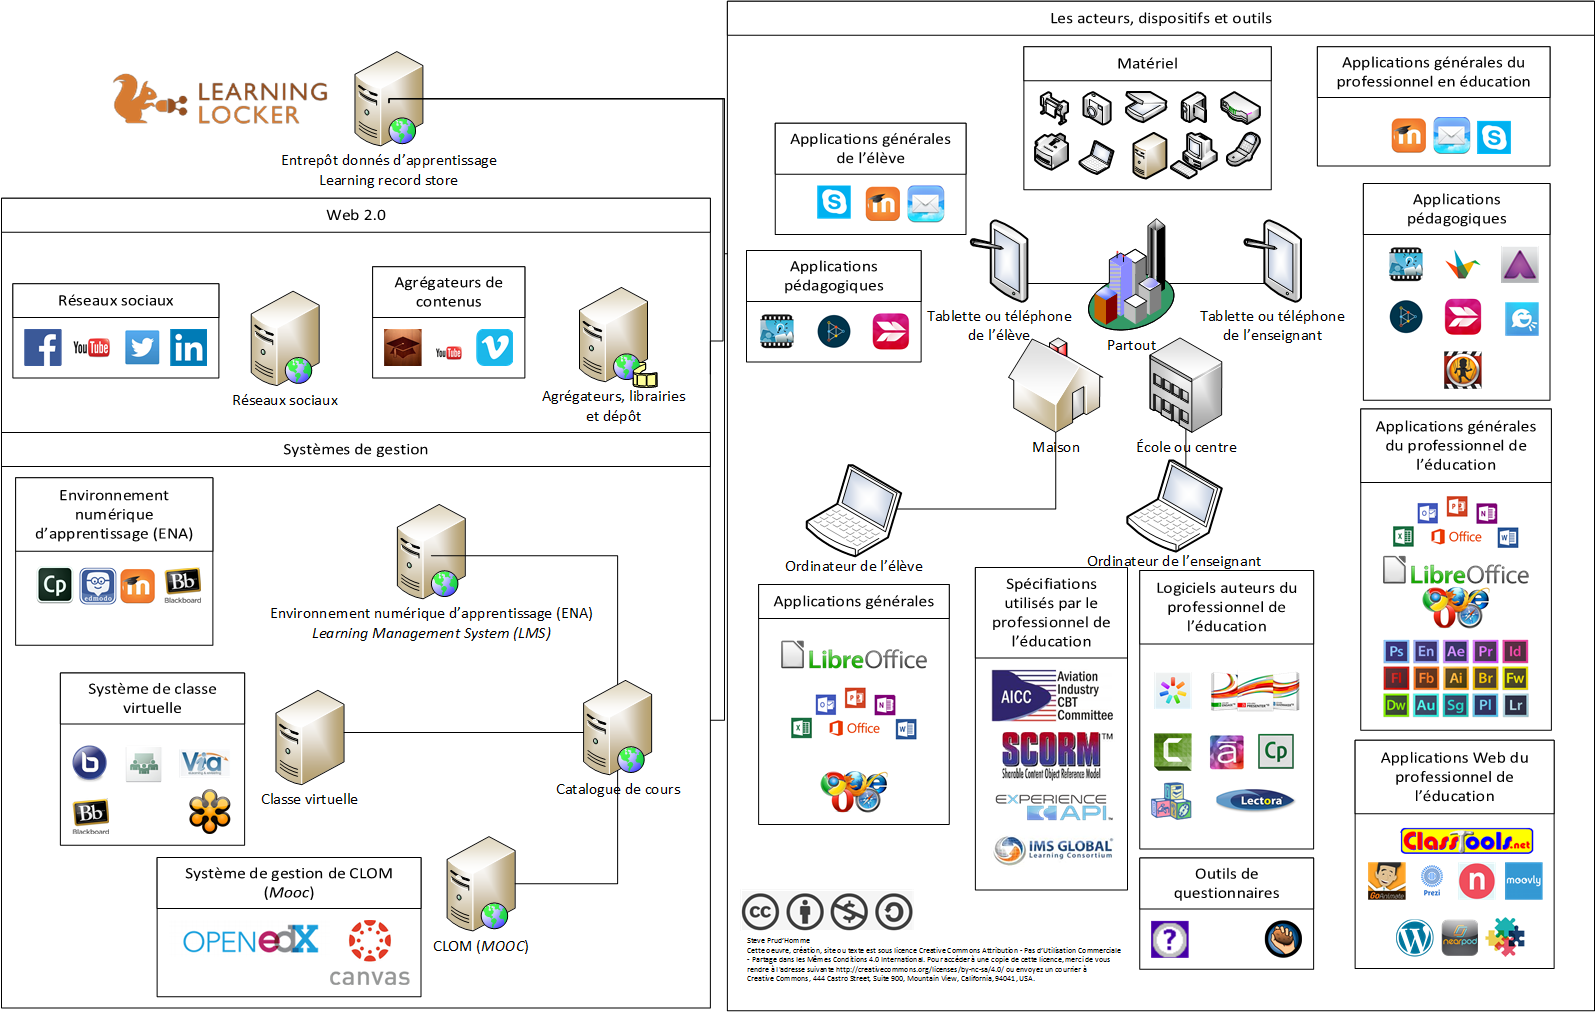 LEARNING
LOCKER
Entrepôt donnés d'apprentissage
Learning record store
Web 2.0
Réseaux sociaux
You Tube
in
Réseaux sociaux
Agrégateurs de
contenus
You Tube
Agrégateurs, librairies
et dépôt
Systèmes de gestion
Environnement
numérique
d'apprentissage (ENA)
Cp
edmodo
Bb
Blackboard
Environnement numérique d'apprentissage (ENA)
Learning Management System (LMS)
Système de classe
virtuelle
b
Via
Bb
Blackboard
Classe virtuelle
Catalogue de cours
Système de gestion de CLOM
(Mooc)
OPEN edX
canvas
CLOM (MOOC)
Les acteurs, dispositifs et outils
Matériel
Applications générales du
professionnel en éducation
Applications générales
de l'élève
Applications
pédagogiques
Applications
pédagogiques
Tablette ou téléphone
de l'élève
Partout
Tablette ou téléphone
de l'enseignant
Maison
École ou centre
Ordinateur de l'élève
Ordinateur de l'enseignant
Applications générales
LibreOffice
Office
Spécifiations
utilisés par le
professionnel de
l'éducation
AICC
Aviation
Industry
CBT
Committee
SCORM™
Sharable Content Object Reference Model
EXPERIENCE
API
IMS GLOBAL
Learning Consortium
Logiciels auteurs du
professionnel de
l'éducation
Cp
Lectora
Outils de
questionnaires
?
Applications générales
du professionnel de
l'éducation
Office
LibreOffice
Ps En Ae Pr Id
Fl Fb Ai Br Fw
Dw Au Sg Pl Lr
Applications Web du
professionnel de
l'éducation
ClassTools.net
GoAnimate
Prezi
n
moovly
nearpod
cc
Steve Prud'Homme
Cette oeuvre, création, site ou texte est sous licence Creative Commons Attribution - Pas d'Utilisation Commerciale
- Partage dans les Mêmes Conditions 4.0 International. Pour accéder à une copie de cette licence, merci de vous
rendre à l'adresse suivante http://creativecommons.org/licenses/by-nc-sa/4.0/ ou envoyez un courrier à
Creative Commons, 444 Castro Street, Suite 900, Mountain View, California, 94041, USA.